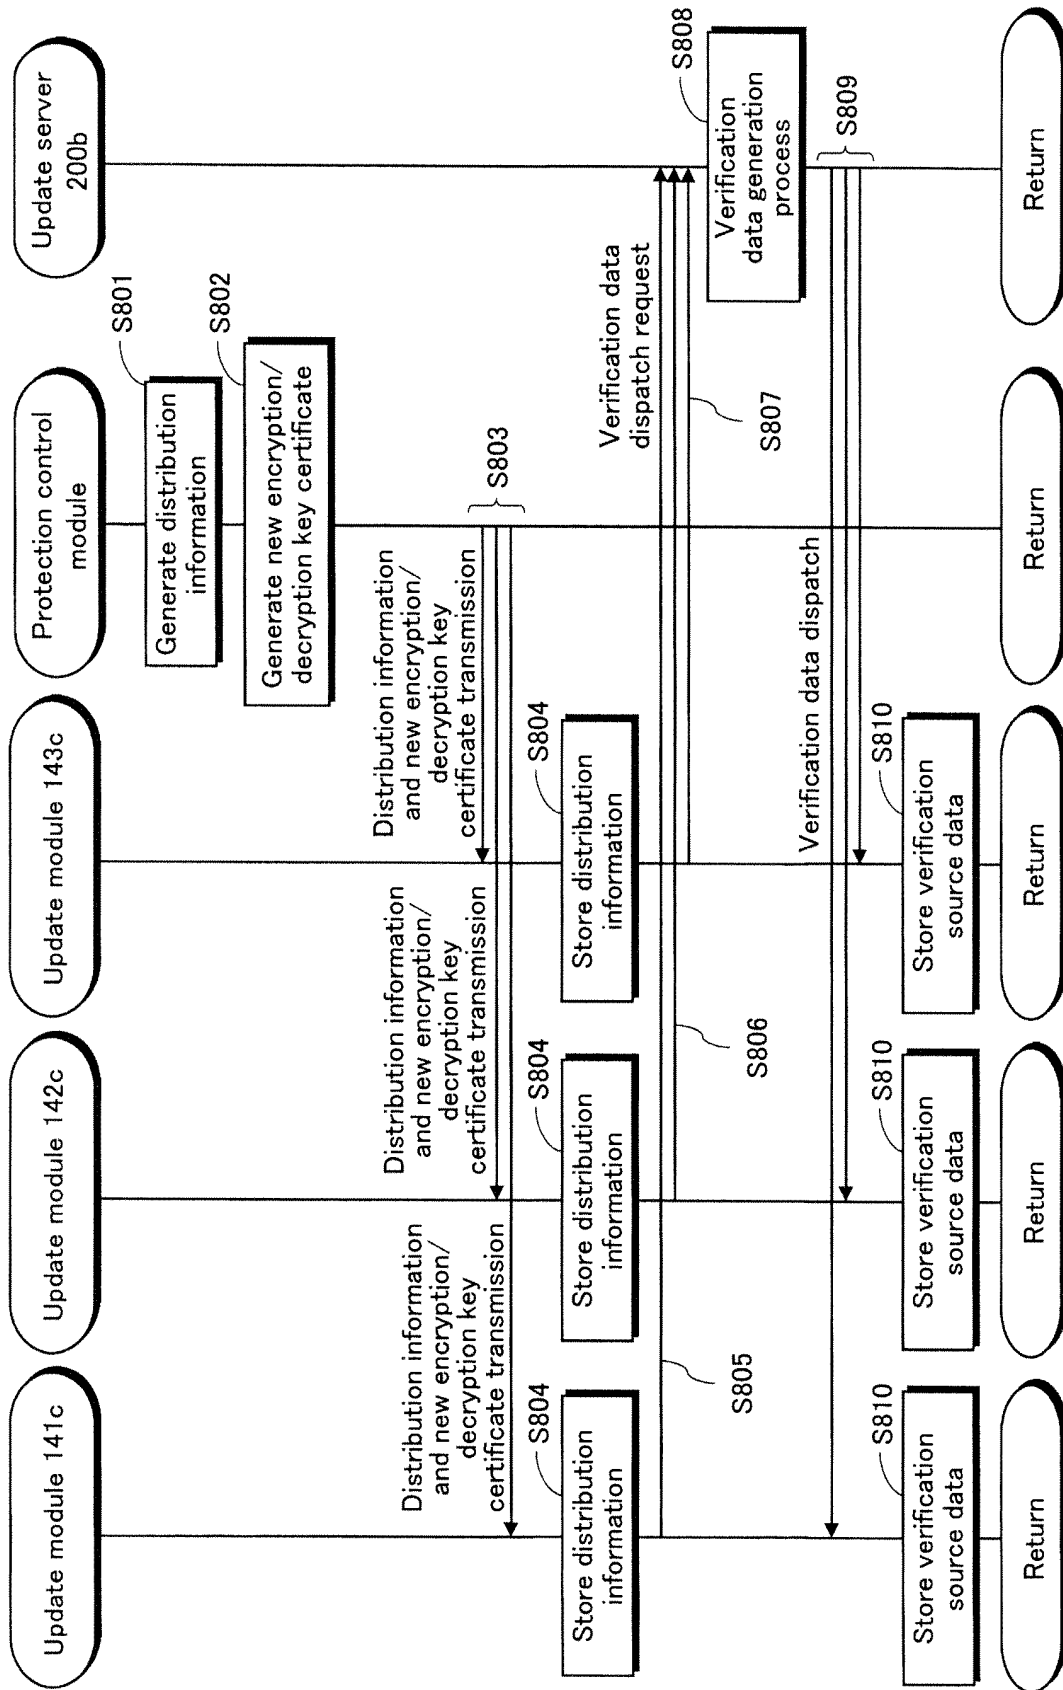 Update module 141c
Update module 142c
Update module 143c
Protection control
module
Update server
200b
S801
Generate distribution
information
S802
Generate new encryption/
decryption key certificate
S803
Distribution information
and new encryption/
decryption key
certificate transmission
Distribution information
and new encryption/
decryption key
certificate transmission
Distribution information
and new encryption/
decryption key
certificate transmission
S804
Store distribution
information
S804
Store distribution
information
S804
Store distribution
information
Verification data
dispatch request
S805
S806
S807
S808
Verification
data generation
process
S809
Verification data dispatch
S810
Store verification
source data
S810
Store verification
source data
S810
Store verification
source data
Return
Return
Return
Return
Return